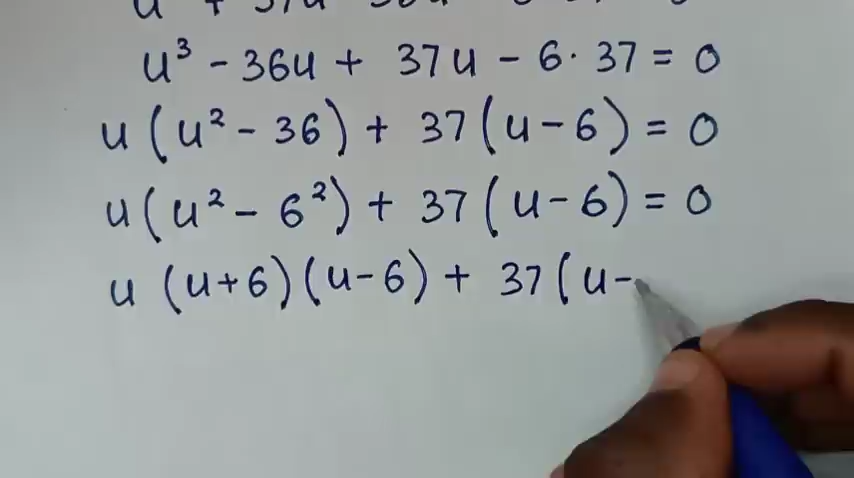 u³ - 36u + 37u - 6 · 37 = 0
u (u² - 36) + 37 (u - 6) = 0
u (u² - 6²) + 37 (u - 6) = 0
u (u + 6) (u - 6) + 37 (u -